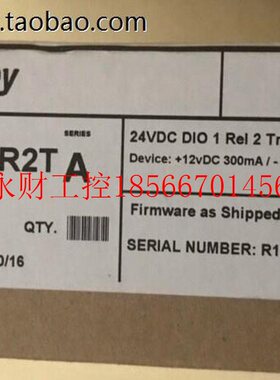 .taobao.com
SERIES
R2T A
24VDC DIO 1 Rel 2 Tr
Device: +12vDC 300mA / -
永财工控18566701456
Firmware as Shipped
QTY.
SERIAL NUMBER: R1
0/16